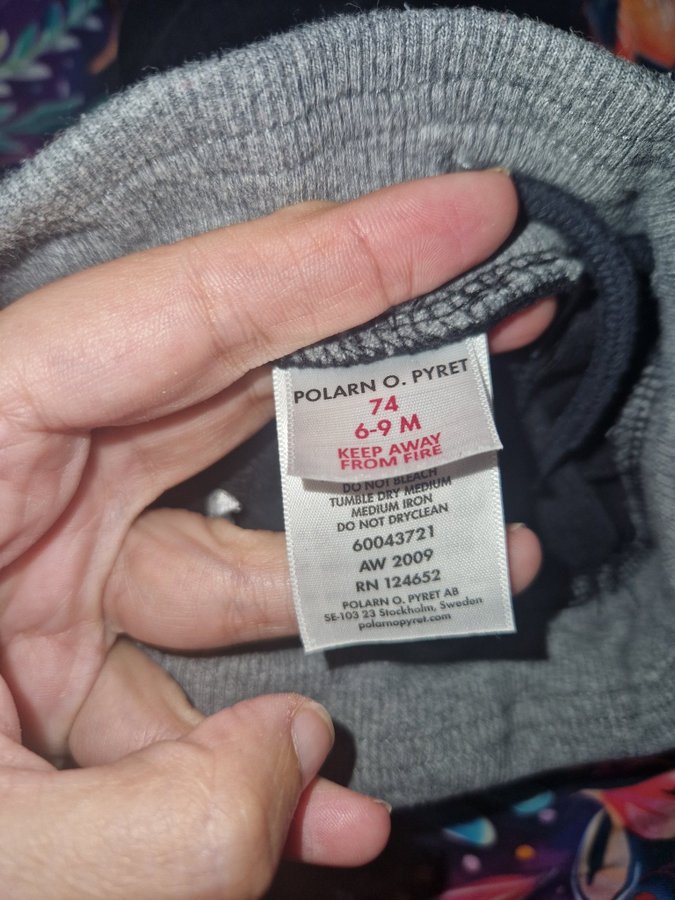 POLARN O. PYRET
74
6-9 M
KEEP AWAY
FROM FIRE
DO NOT BLEACH
TUMBLE DRY MEDIUM
MEDIUM IRON
DO NOT DRYCLEAN
60043721
AW 2009
RN 124652
POLARN O. PYRET AB
SE-103 23 Stockholm, Sweden
polarnopyret.com